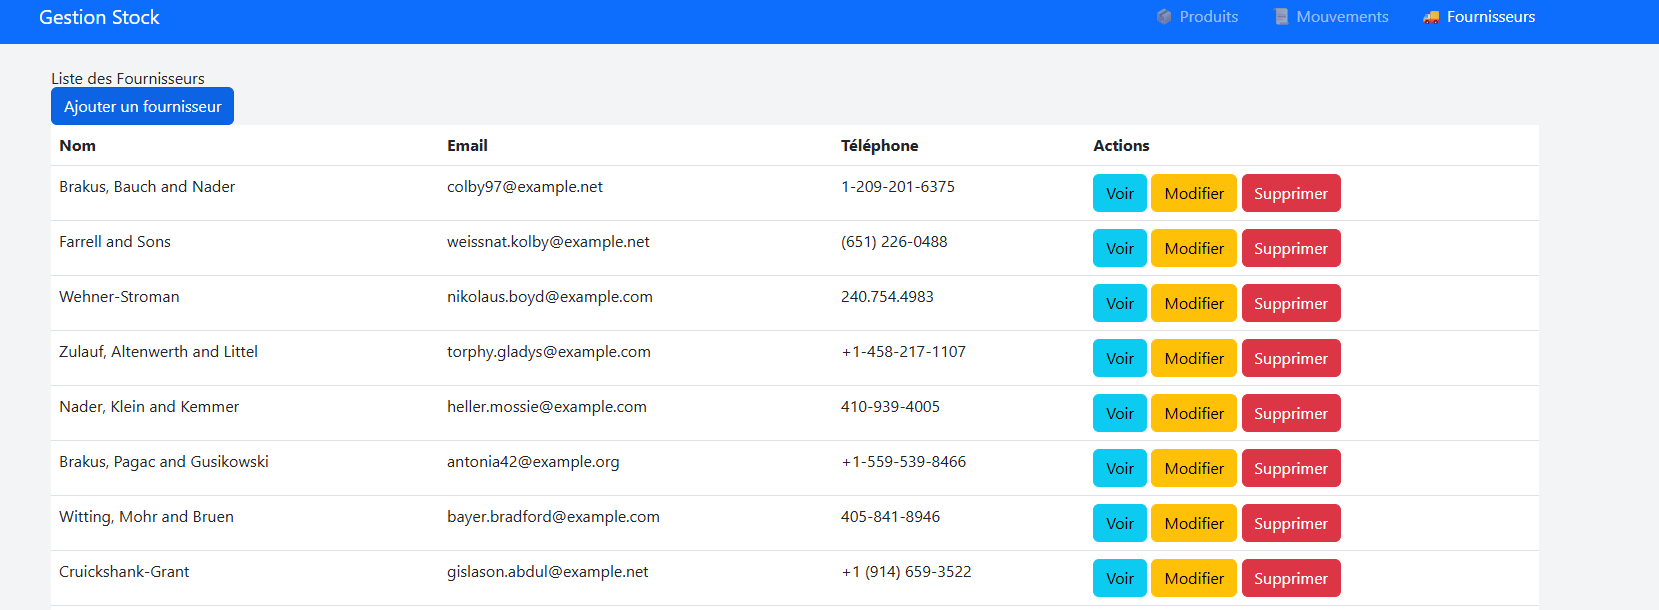 Gestion Stock Produits Mouvements Fournisseurs
Liste des Fournisseurs
Ajouter un fournisseur
Nom Email Téléphone Actions
Brakus, Bauch and Nader colby97@example.net 1-209-201-6375 Voir Modifier Supprimer
Farrell and Sons weissnat.kolby@example.net (651) 226-0488 Voir Modifier Supprimer
Wehner-Stroman nikolaus.boyd@example.com 240.754.4983 Voir Modifier Supprimer
Zulauf, Altenwerth and Littel torphy.gladys@example.com +1-458-217-1107 Voir Modifier Supprimer
Nader, Klein and Kemmer heller.mossie@example.com 410-939-4005 Voir Modifier Supprimer
Brakus, Pagac and Gusikowski antonia42@example.org +1-559-539-8466 Voir Modifier Supprimer
Witting, Mohr and Bruen bayer.bradford@example.com 405-841-8946 Voir Modifier Supprimer
Cruickshank-Grant gislason.abdul@example.net +1 (914) 659-3522 Voir Modifier Supprimer